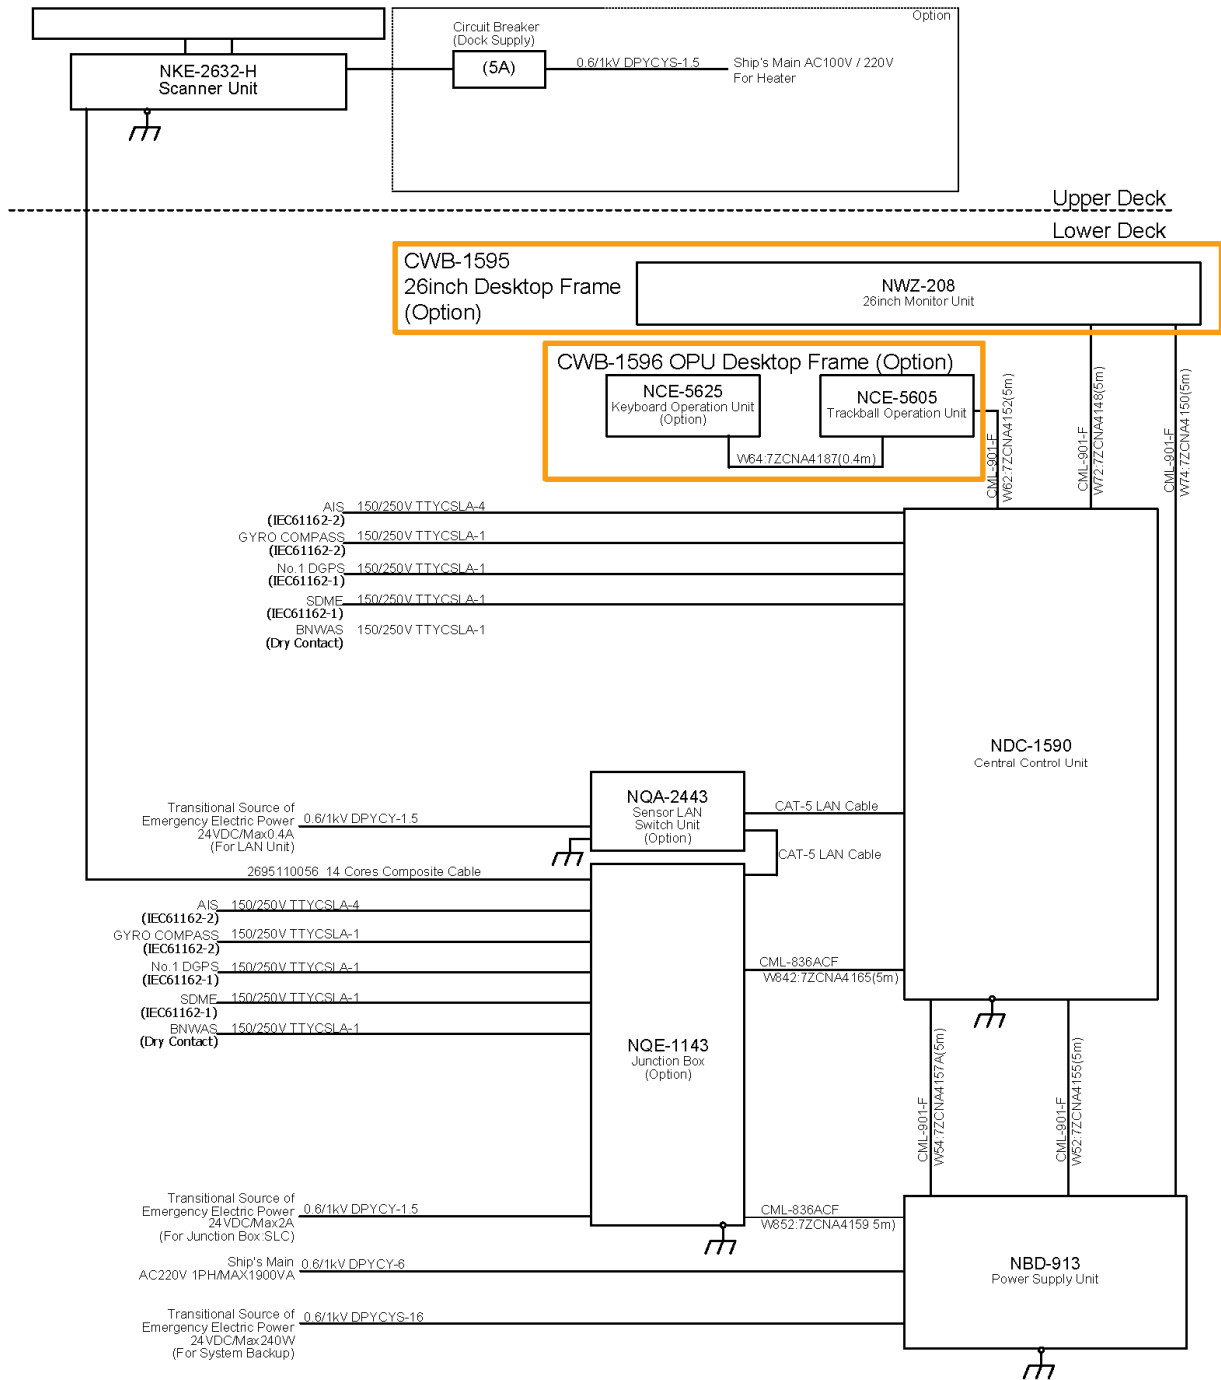 Option
Circuit Breaker
(Dock Supply)
(5A)
0.6/1kV DPYCYS-1.5
Ship's Main AC100V / 220V
For Heater
NKE-2632-H
Scanner Unit
Upper Deck
Lower Deck
CWB-1595
26inch Desktop Frame
(Option)
NWZ-208
26inch Monitor Unit
CWB-1596 OPU Desktop Frame (Option)
NCE-5625
Keyboard Operation Unit
(Option)
NCE-5605
Trackball Operation Unit
W64:7ZCNA4187(0.4m)
CML-901-F
W62:7ZCNA4152(5m)
CML-901-F
W72:7ZCNA4148(5m)
CML-901-F
W74:7ZCNA4150(5m)
AIS 150/250V TTYCSLA-4
(IEC61162-2)
GYRO COMPASS 150/250V TTYCSLA-1
(IEC61162-2)
No.1 DGPS 150/250V TTYCSLA-1
(IEC61162-1)
SDME 150/250V TTYCSLA-1
(IEC61162-1)
BNWAS 150/250V TTYCSLA-1
(Dry Contact)
NDC-1590
Central Control Unit
NQA-2443
Sensor LAN
Switch Unit
(Option)
CAT-5 LAN Cable
CAT-5 LAN Cable
Transitional Source of
Emergency Electric Power
24VDC/Max0.4A
(For LAN Unit)
0.6/1kV DPYCY-1.5
2695110056 14 Cores Composite Cable
AIS 150/250V TTYCSLA-4
(IEC61162-2)
GYRO COMPASS 150/250V TTYCSLA-1
(IEC61162-2)
No.1 DGPS 150/250V TTYCSLA-1
(IEC61162-1)
SDME 150/250V TTYCSLA-1
(IEC61162-1)
BNWAS 150/250V TTYCSLA-1
(Dry Contact)
CML-836ACF
W842:7ZCNA4165(5m)
NQE-1143
Junction Box
(Option)
CML-901-F
W54:7ZCNA4157A(5m)
CML-901-F
W52:7ZCNA4155(5m)
Transitional Source of
Emergency Electric Power
24VDC/Max2A
(For Junction Box:SLC)
0.6/1kV DPYCY-1.5
CML-836ACF
W852:7ZCNA4159 5m)
Ship's Main
AC220V 1PH/MAX1900VA
0.6/1kV DPYCY-6
NBD-913
Power Supply Unit
Transitional Source of
Emergency Electric Power
24VDC/Max240W
(For System Backup)
0.6/1kV DPYCYS-16